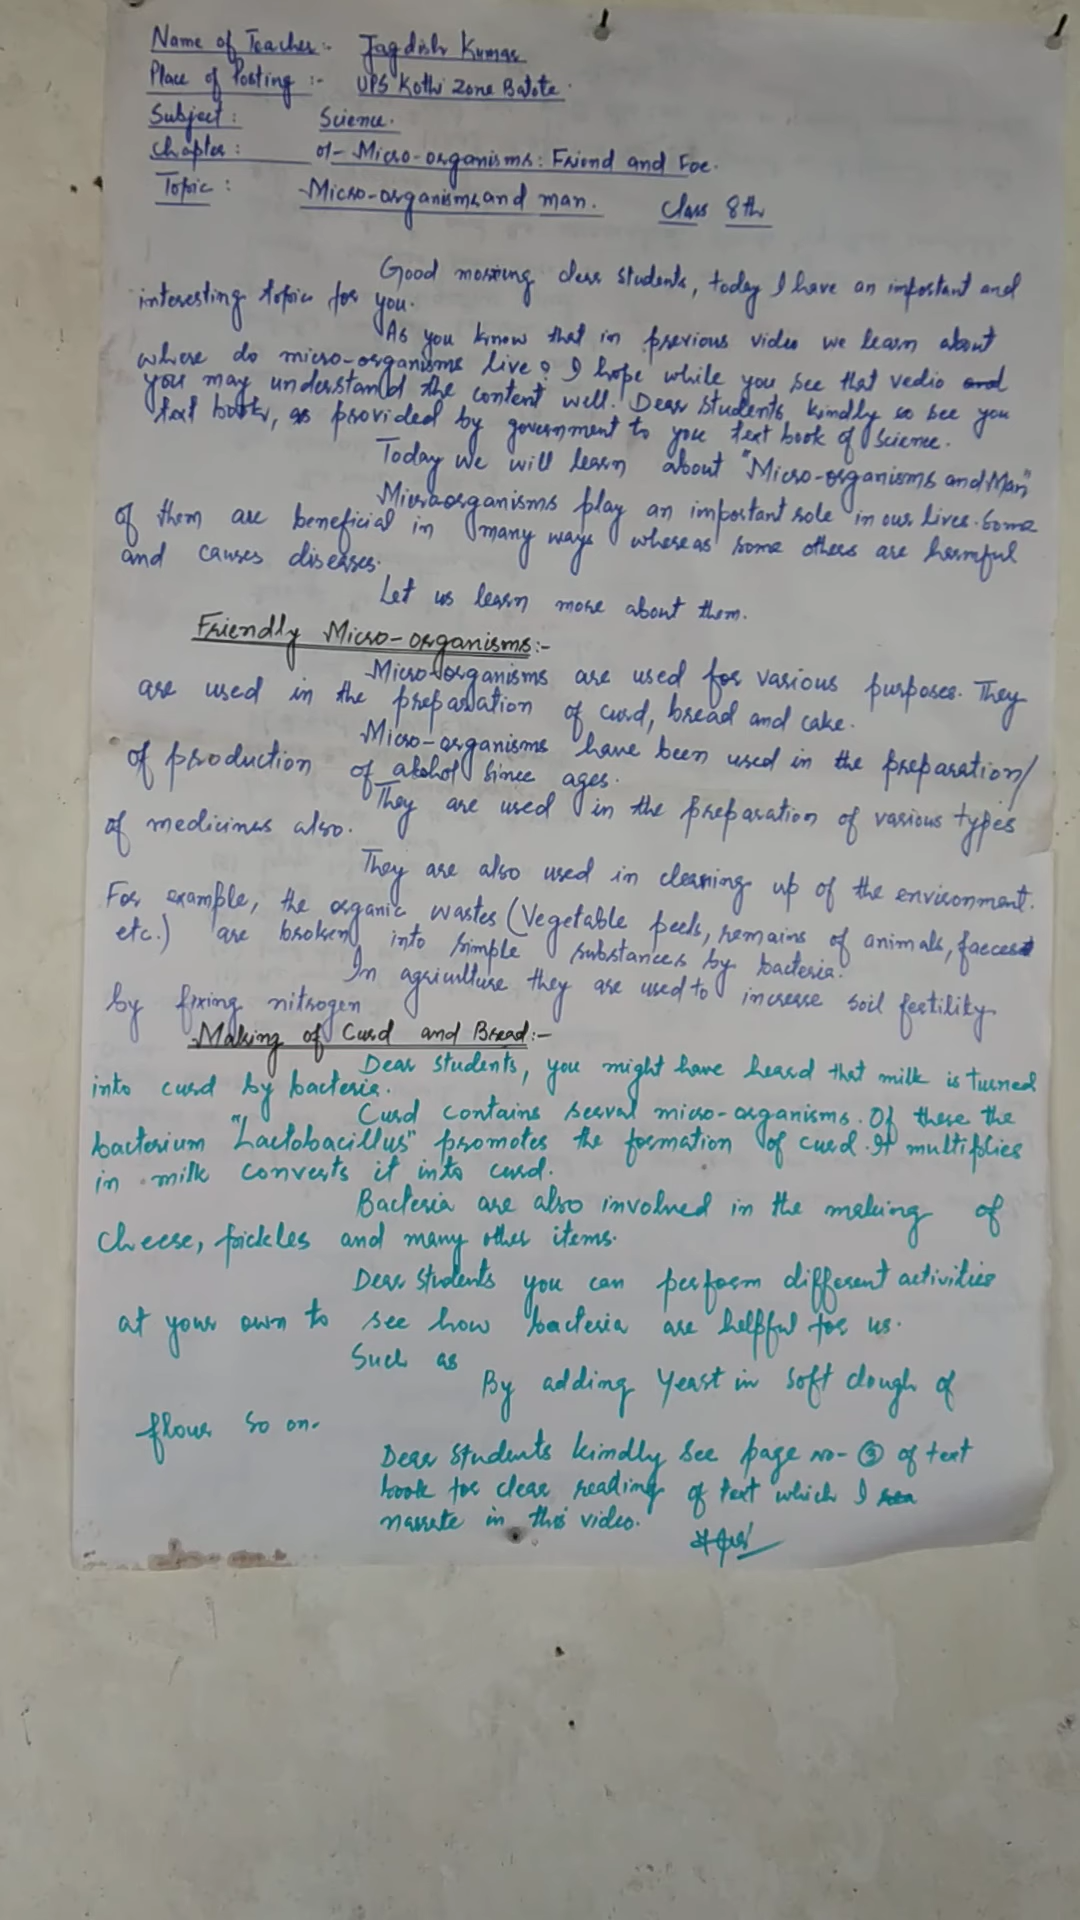 Name of Teacher:- Jagdish Kumar
Place of Posting :- UPS Kothi Zone Batote.
Subject : Science.
Chapter : 01- Micro-organisms: Friend and Foe.
Topic : Micro-organisms and man. Class 8th
Good morning dear students, today I have an important and
interesting topic for you.
As you know that in previous video we learn about
where do micro-organisms live? I hope while you see that vedio and
you may understand the content well. Dear students, kindly so see you
text book, as provided by government to you text book of Science.
Today we will learn about "Micro-organisms and Man"
Microorganisms play an important role in our lives. Some
of them are beneficial in many ways whereas some others are harmful
and causes diseases.
Let us learn more about them.
Friendly Micro-organisms:-
Micro-organisms are used for various purposes. They
are used in the preparation of curd, bread and cake.
Micro-organisms have been used in the preparation/
of production of alcohol since ages.
They are used in the preparation of various types
of medicines also.
They are also used in cleaning up of the environment.
For example, the organic wastes (Vegetable peels, remains of animals, faeces
etc.) are broken into simple substances by bacteria.
In agriculture they are used to increase soil fertility
by fixing nitrogen
Making of Curd and Bread:-
Dear students, you might have heard that milk is turned
into curd by bacteria.
Curd contains serval micro-organisms. Of these the
bacterium "Lactobacillus" promotes the formation of curd. It multiplies
in milk converts it into curd.
Bacteria are also involved in the making of
cheese, pickles and many other items.
Dear Students you can perform different activities
at your own to see how bacteria are helpful for us.
Such as
By adding Yeast in soft dough of
flour so on.
Dear Students kindly see page no- 3 of text
book for clear reading of text which I
narrate in this video.